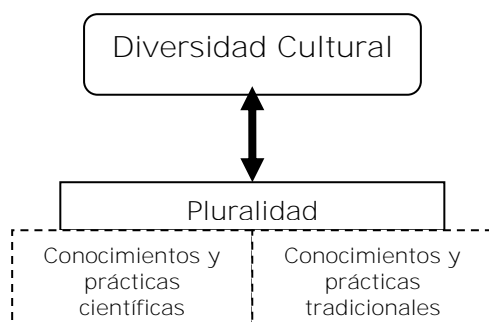 Diversidad Cultural
Pluralidad
Conocimientos y
prácticas
científicas
Conocimientos y
prácticas
tradicionales